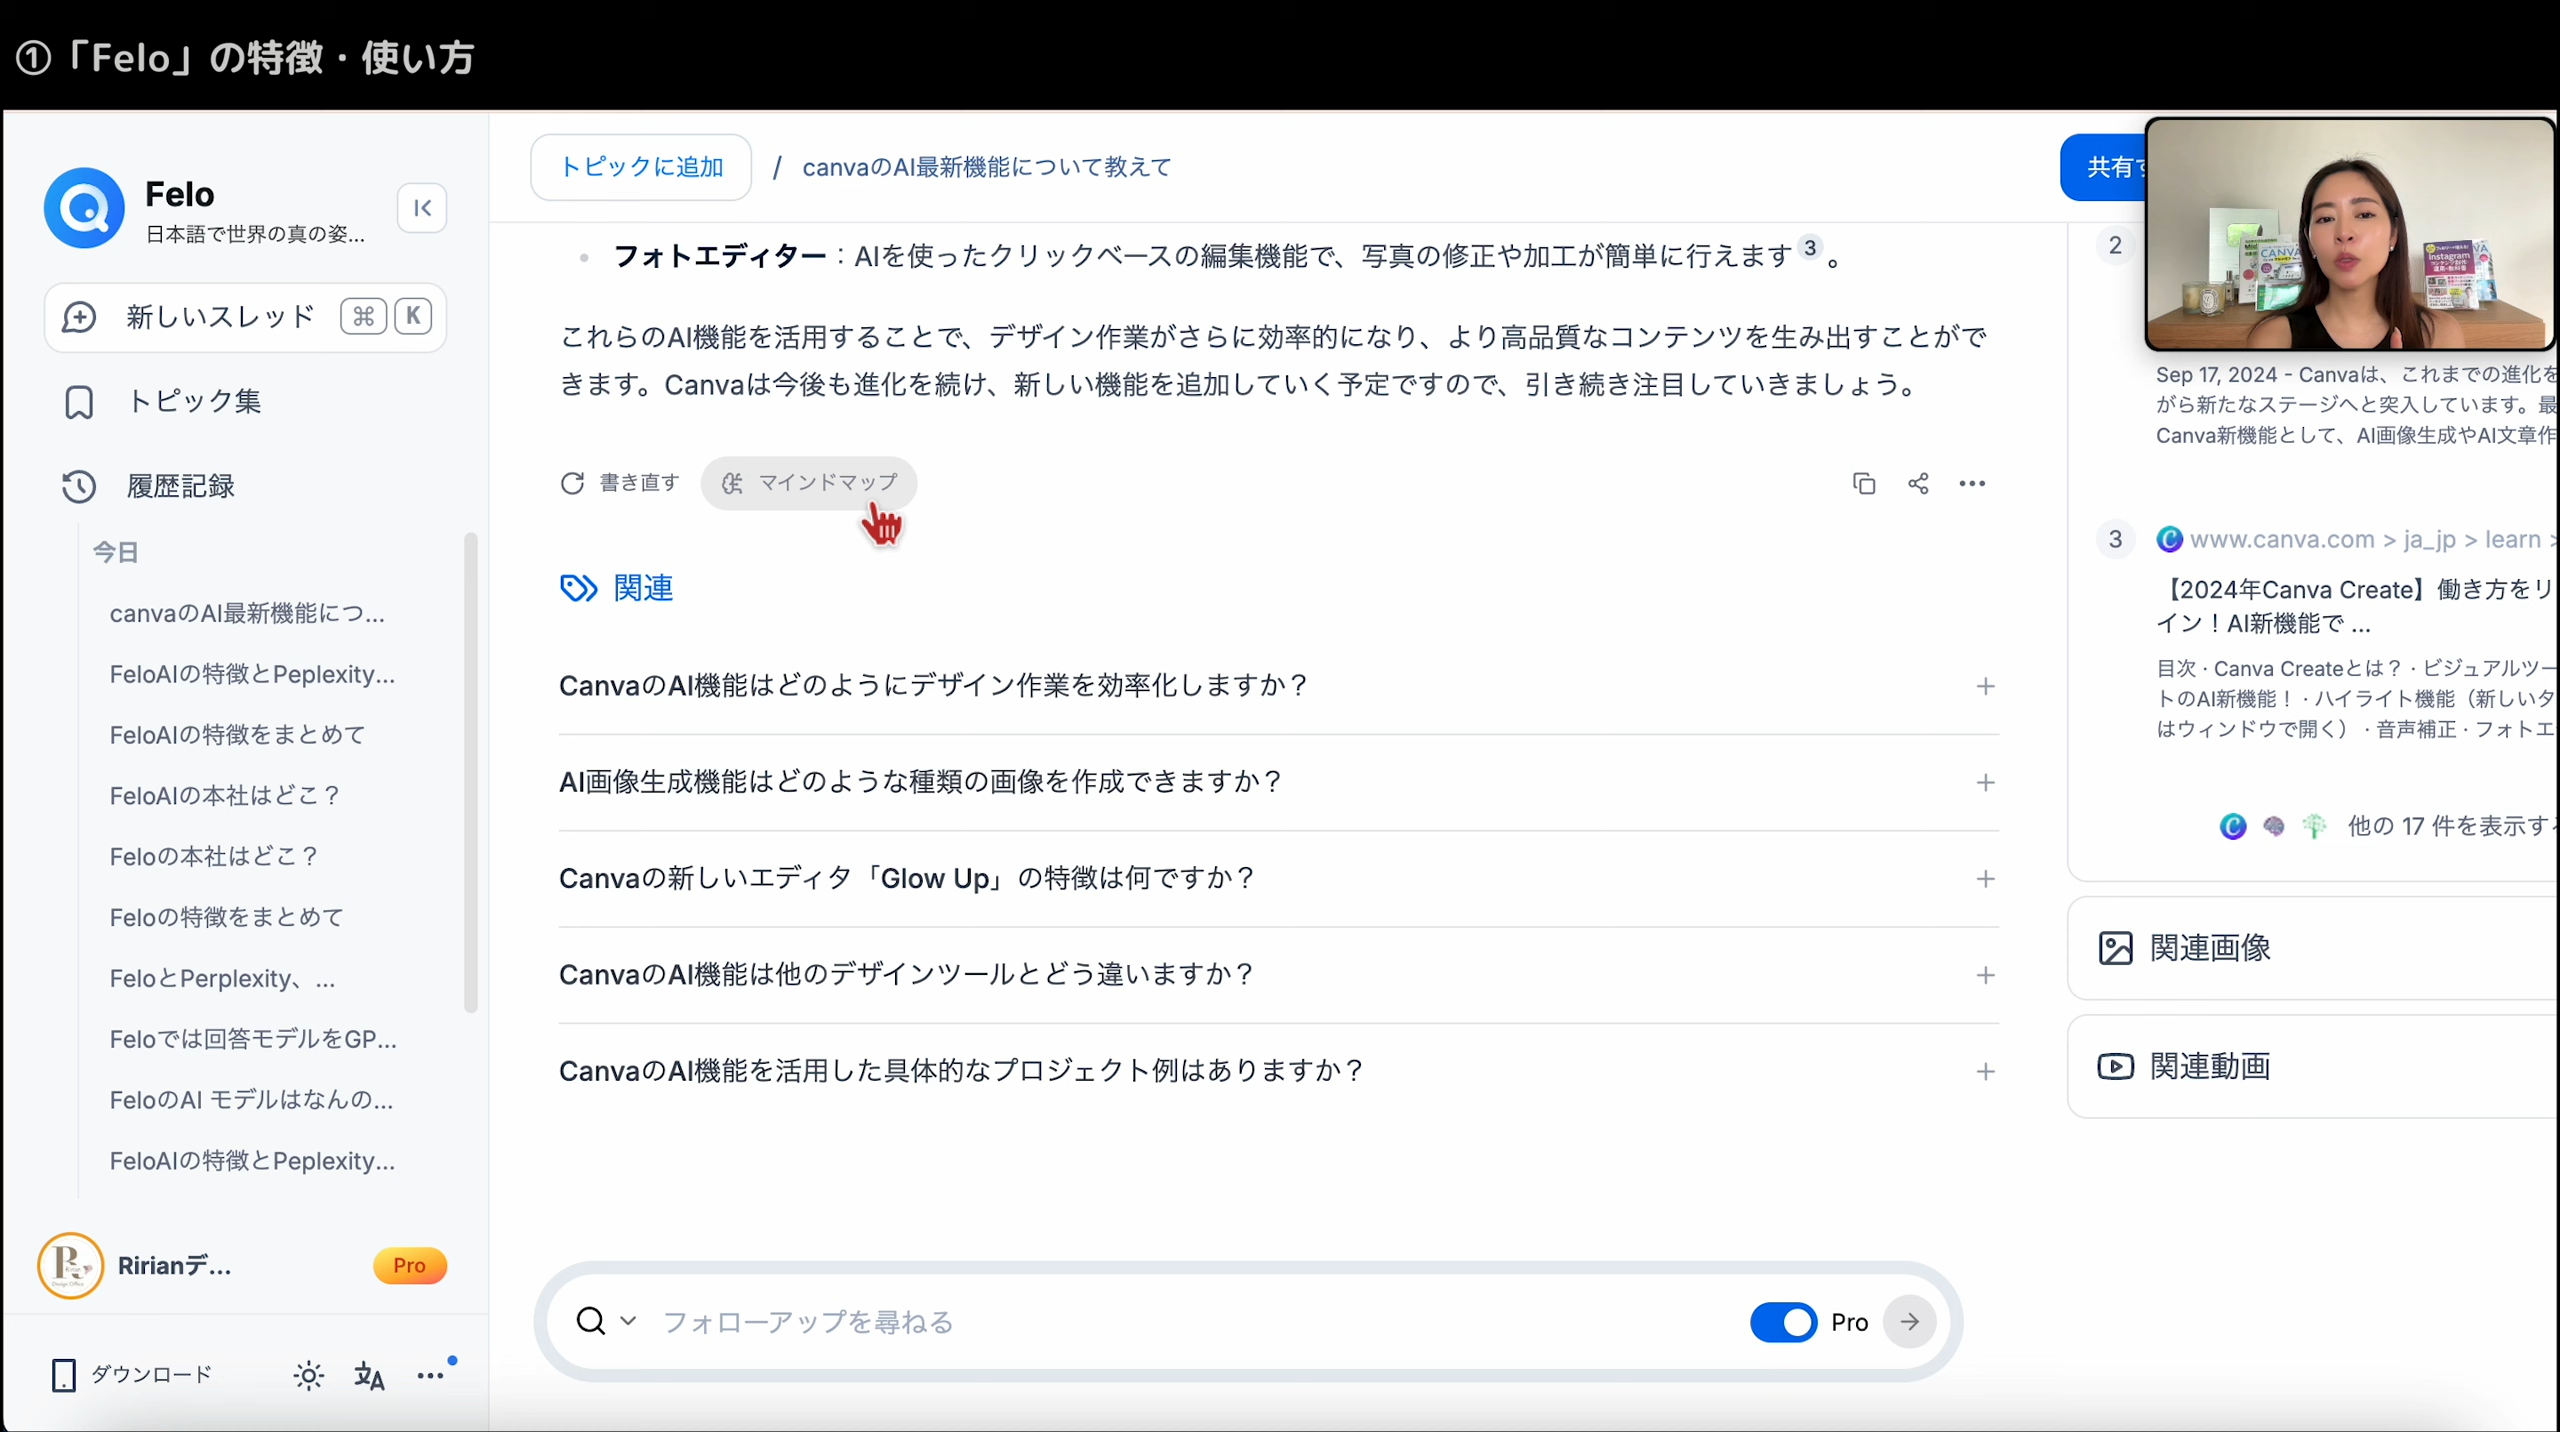 ①「Felo」の特徴・使い方
Felo
日本語で世界の真の姿...
新しいスレッド ⌘ K
トピック集
履歴記録
今日
canvaのAI最新機能につ...
FeloAIの特徴とPeplexity...
FeloAIの特徴をまとめて
FeloAIの本社はどこ？
Feloの本社はどこ？
Feloの特徴をまとめて
FeloとPerplexity、...
Feloでは回答モデルをGP...
FeloのAI モデルはなんの...
FeloAIの特徴とPeplexity...
Ririanデ...
Pro
ダウンロード
トピックに追加 / canvaのAI最新機能について教えて
共有す
フォトエディター：AIを使ったクリックベースの編集機能で、写真の修正や加工が簡単に行えます 3 。
これらのAI機能を活用することで、デザイン作業がさらに効率的になり、より高品質なコンテンツを生み出すことがで
きます。Canvaは今後も進化を続け、新しい機能を追加していく予定ですので、引き続き注目していきましょう。
書き直す
マインドマップ
関連
CanvaのAI機能はどのようにデザイン作業を効率化しますか？
AI画像生成機能はどのような種類の画像を作成できますか？
Canvaの新しいエディタ「Glow Up」の特徴は何ですか？
CanvaのAI機能は他のデザインツールとどう違いますか？
CanvaのAI機能を活用した具体的なプロジェクト例はありますか？
フォローアップを尋ねる
Pro
2
CANVA
Instagram
Sep 17, 2024 - Canvaは、これまでの進化を
がら新たなステージへと突入しています。最
Canva新機能として、AI画像生成やAI文章作
3
www.canva.com > ja_jp > learn >
【2024年Canva Create】働き方をリ
イン！AI新機能で ...
目次 · Canva Createとは？ · ビジュアルツー
トのAI新機能！ · ハイライト機能（新しいタ
はウィンドウで開く） · 音声補正 · フォトエ
他の 17 件を表示す
関連画像
関連動画